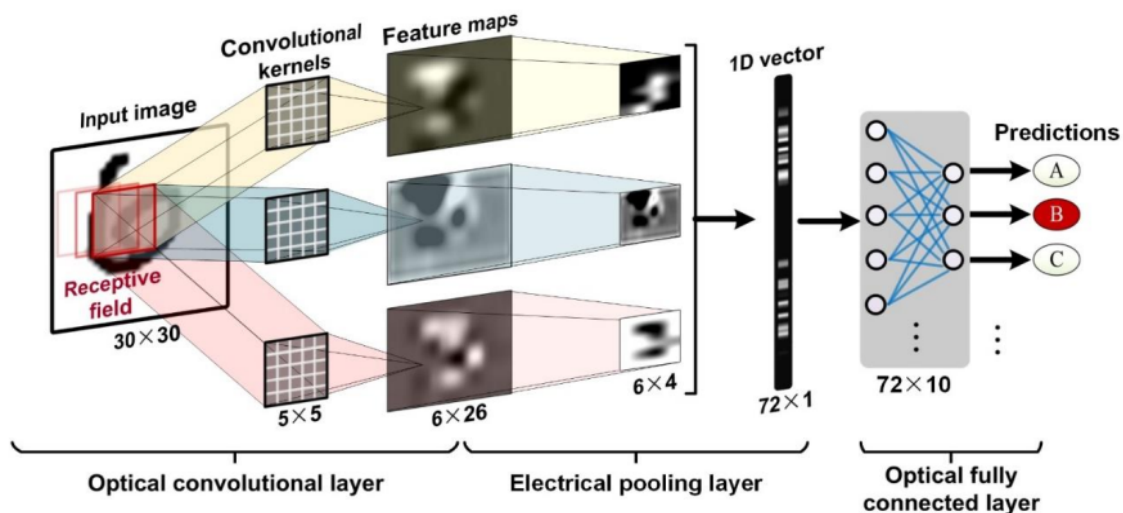 Convolutional
kernels
Feature maps
1D vector
Input image
Predictions
A
B
C
Receptive
field
30×30
5×5
6×26
6×4
72×1
72×10
Optical convolutional layer
Electrical pooling layer
Optical fully
connected layer